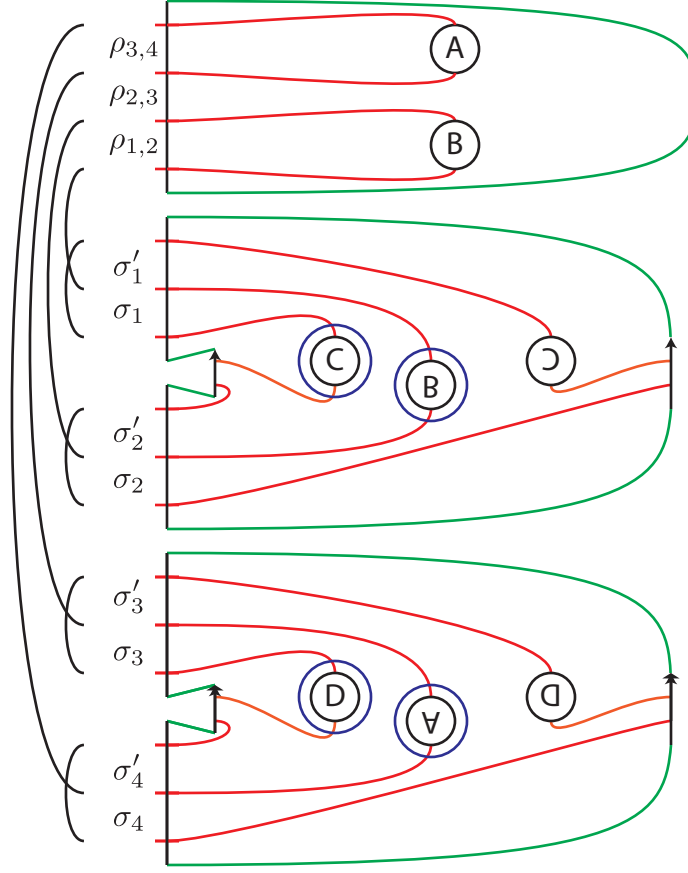 ρ₃,₄ A
ρ₂,₃
ρ₁,₂ B
σ′₁
σ₁
C B Ɔ
σ′₂
σ₂
σ′₃
σ₃
D ∀ ᗡ
σ′₄
σ₄